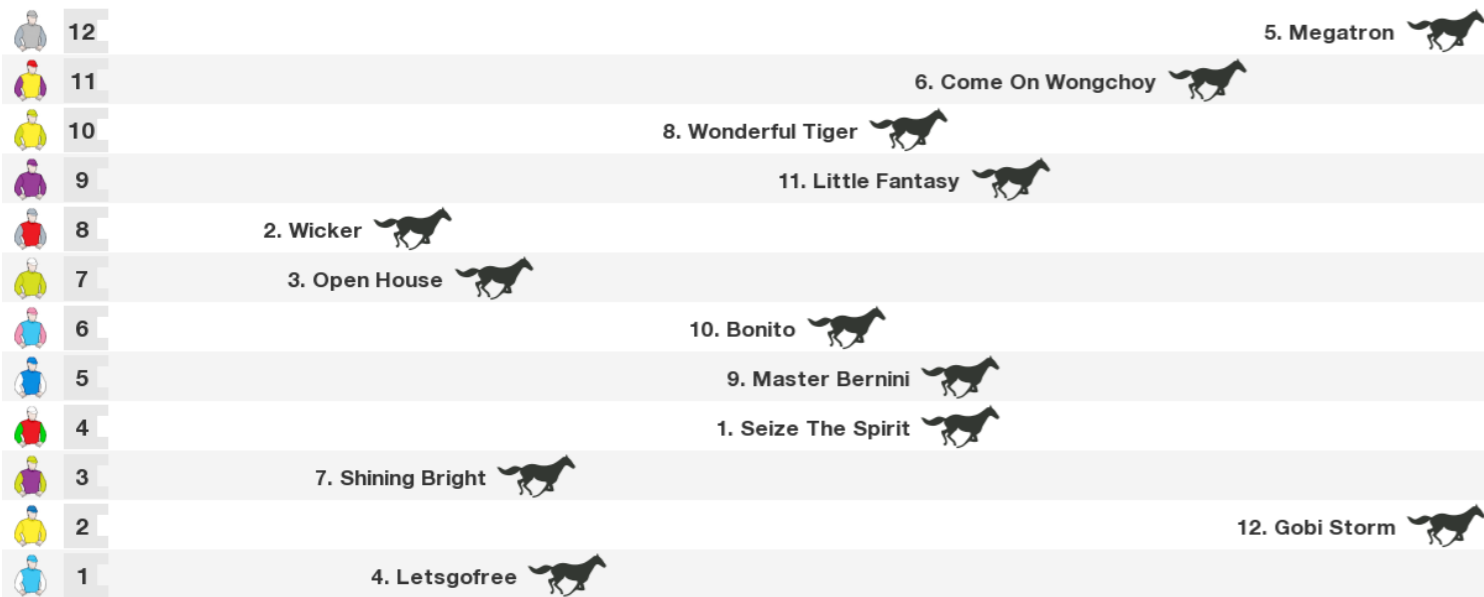 12 5. Megatron
11 6. Come On Wongchoy
10 8. Wonderful Tiger
9 11. Little Fantasy
8 2. Wicker
7 3. Open House
6 10. Bonito
5 9. Master Bernini
4 1. Seize The Spirit
3 7. Shining Bright
2 12. Gobi Storm
1 4. Letsgofree